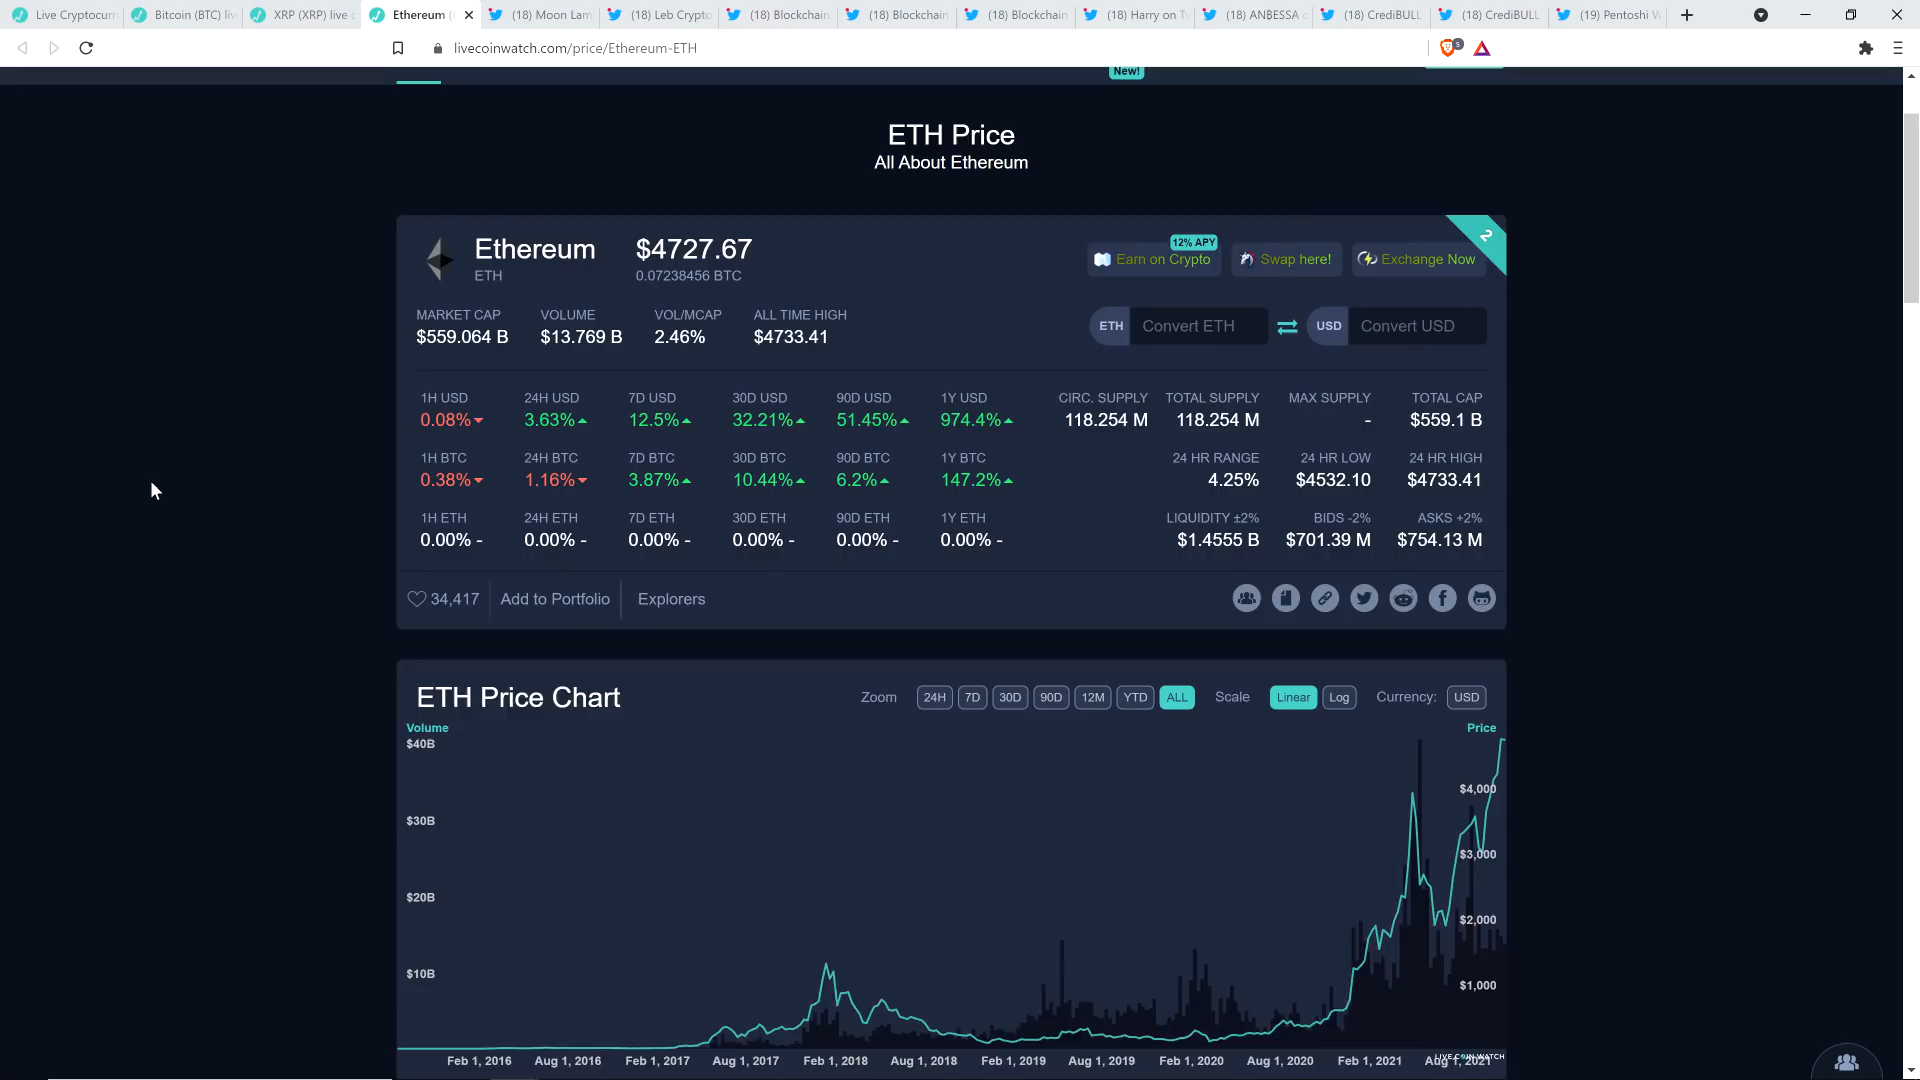 Live Cryptocurr
Bitcoin (BTC) liv
XRP (XRP) live c
Ethereum (
(18) Moon Lam
(18) Leb Crypto
(18) Blockchain
(18) Blockchain
(18) Blockchain
(18) Harry on T
(18) ANBESSA c
(18) CrediBULL
(18) CrediBULL
(19) Pentoshi W
livecoinwatch.com/price/Ethereum-ETH
5
New!
ETH Price
All About Ethereum
2
Ethereum
$4727.67
ETH
0.07238456 BTC
12% APY
Earn on Crypto
Swap here!
Exchange Now
MARKET CAP VOLUME VOL/MCAP ALL TIME HIGH
$559.064 B $13.769 B 2.46% $4733.41
ETH Convert ETH USD Convert USD
1H USD 24H USD 7D USD 30D USD 90D USD 1Y USD CIRC. SUPPLY TOTAL SUPPLY MAX SUPPLY TOTAL CAP
0.08% 3.63% 12.5% 32.21% 51.45% 974.4% 118.254 M 118.254 M - $559.1 B
1H BTC 24H BTC 7D BTC 30D BTC 90D BTC 1Y BTC 24 HR RANGE 24 HR LOW 24 HR HIGH
0.38% 1.16% 3.87% 10.44% 6.2% 147.2% 4.25% $4532.10 $4733.41
1H ETH 24H ETH 7D ETH 30D ETH 90D ETH 1Y ETH LIQUIDITY ±2% BIDS -2% ASKS +2%
0.00% - 0.00% - 0.00% - 0.00% - 0.00% - 0.00% - $1.4555 B $701.39 M $754.13 M
34,417 Add to Portfolio Explorers
ETH Price Chart
Zoom 24H 7D 30D 90D 12M YTD ALL Scale Linear Log Currency: USD
Volume Price
$40B
$4,000
$30B
$3,000
$20B
$2,000
$10B
$1,000
LIVE COIN WATCH
Feb 1, 2016 Aug 1, 2016 Feb 1, 2017 Aug 1, 2017 Feb 1, 2018 Aug 1, 2018 Feb 1, 2019 Aug 1, 2019 Feb 1, 2020 Aug 1, 2020 Feb 1, 2021 Aug 1, 2021